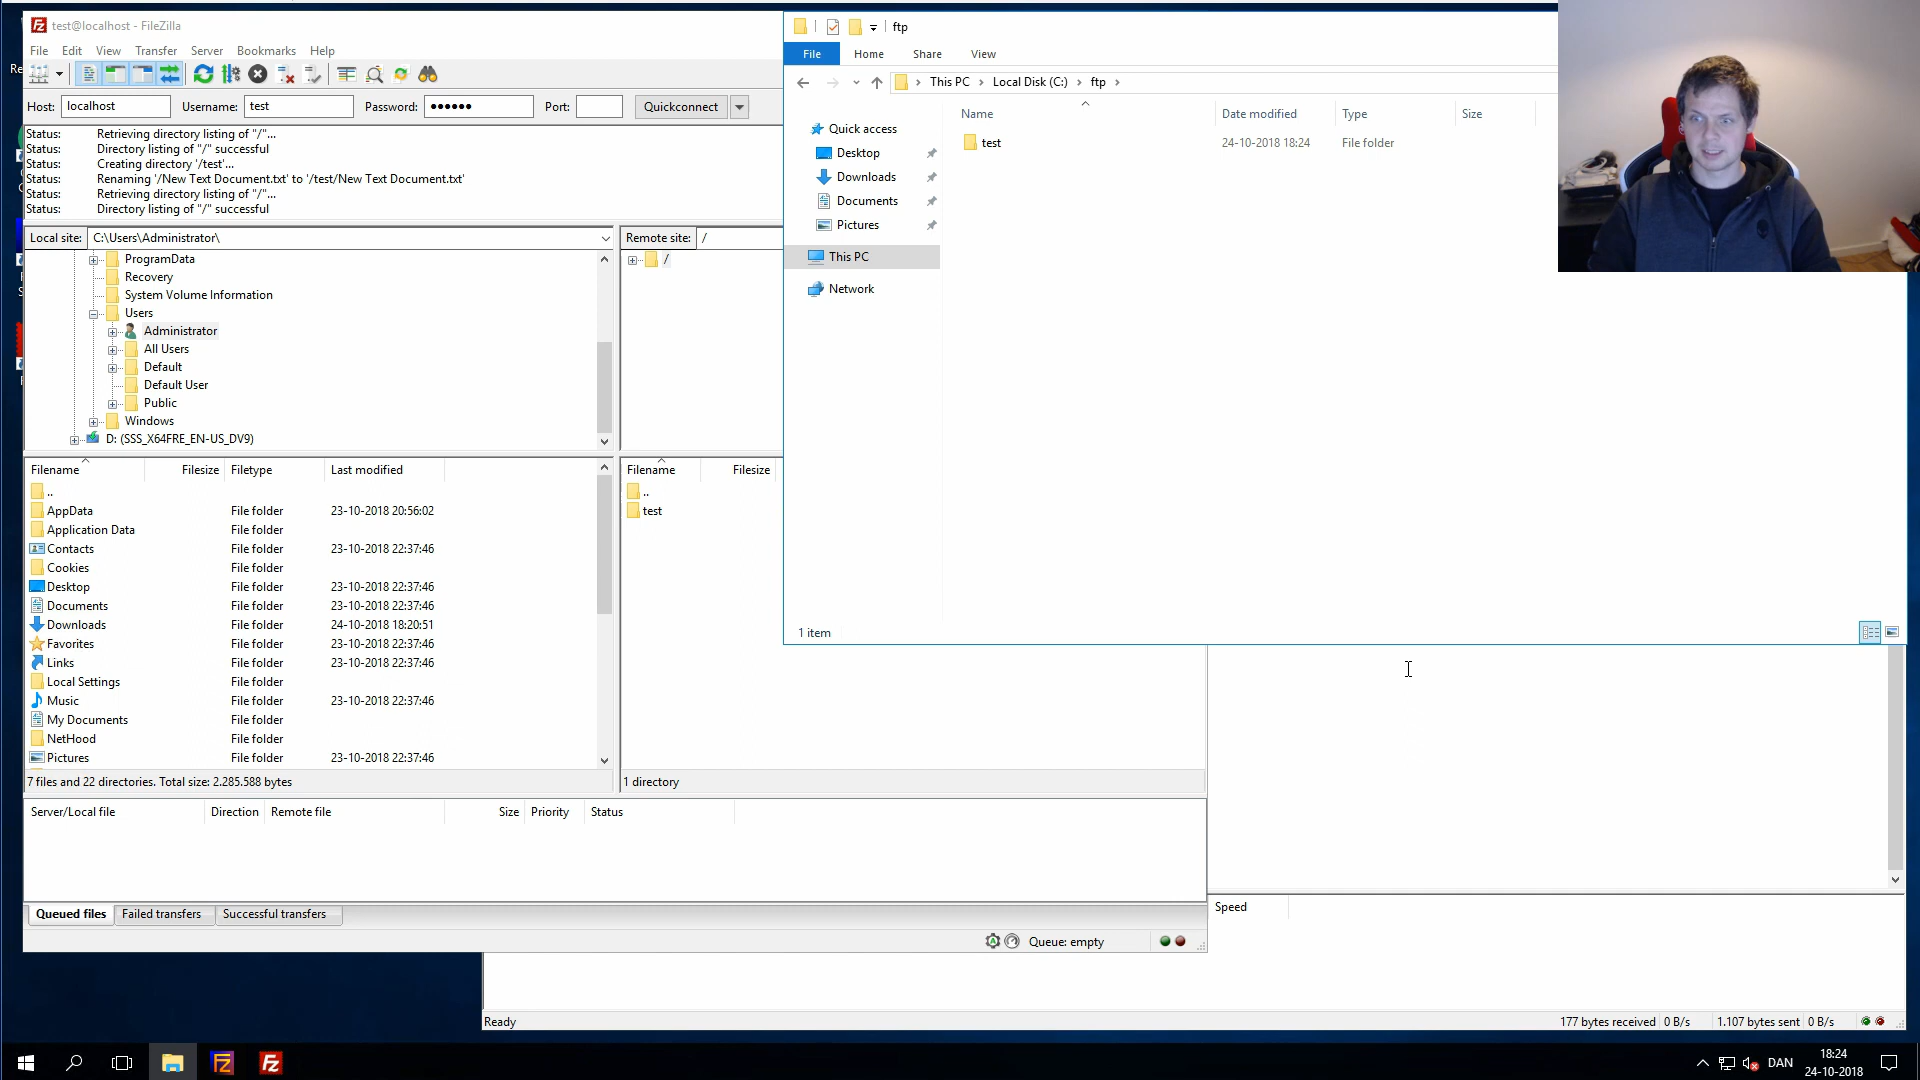 test@localhost - FileZilla
File Edit View Transfer Server Bookmarks Help
Host: localhost Username: test Password: ●●●●●● Port: Quickconnect
Status: Retrieving directory listing of "/"...
Status: Directory listing of "/" successful
Status: Creating directory '/test'...
Status: Renaming '/New Text Document.txt' to '/test/New Text Document.txt'
Status: Retrieving directory listing of "/"...
Status: Directory listing of "/" successful
Local site: C:\Users\Administrator\
Remote site: /
ProgramData
Recovery
System Volume Information
Users
Administrator
All Users
Default
Default User
Public
Windows
D: (SSS_X64FRE_EN-US_DV9)
/
Filename Filesize Filetype Last modified
..
AppData File folder 23-10-2018 20:56:02
Application Data File folder
Contacts File folder 23-10-2018 22:37:46
Cookies File folder
Desktop File folder 23-10-2018 22:37:46
Documents File folder 23-10-2018 22:37:46
Downloads File folder 24-10-2018 18:20:51
Favorites File folder 23-10-2018 22:37:46
Links File folder 23-10-2018 22:37:46
Local Settings File folder
Music File folder 23-10-2018 22:37:46
My Documents File folder
NetHood File folder
Pictures File folder 23-10-2018 22:37:46
7 files and 22 directories. Total size: 2.285.588 bytes
Filename Filesize
..
test
1 directory
Server/Local file Direction Remote file Size Priority Status
Queued files Failed transfers Successful transfers
Queue: empty
ftp
File Home Share View
This PC Local Disk (C:) ftp
Name Date modified Type Size
test 24-10-2018 18:24 File folder
Quick access
Desktop
Downloads
Documents
Pictures
This PC
Network
1 item
Speed
Ready 177 bytes received 0 B/s 1.107 bytes sent 0 B/s
DAN 18:24
24-10-2018